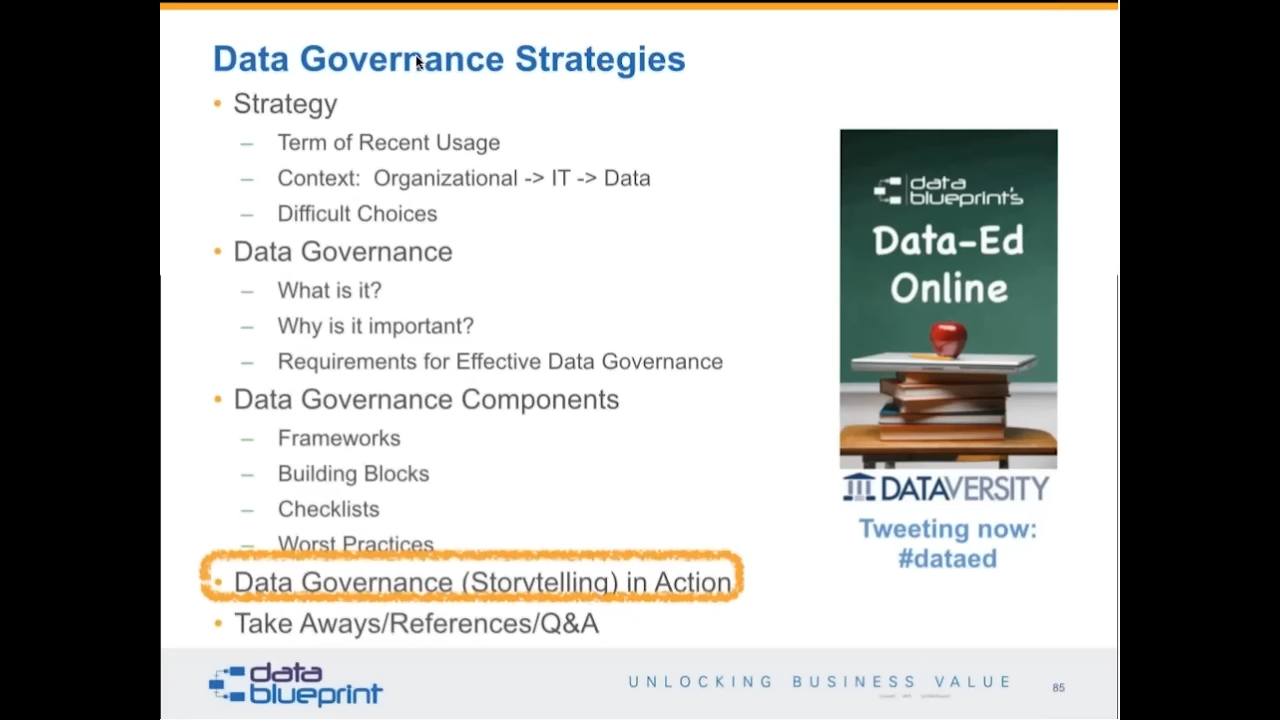 Data Governance Strategies
• Strategy
– Term of Recent Usage
– Context: Organizational -> IT -> Data
– Difficult Choices
• Data Governance
– What is it?
– Why is it important?
– Requirements for Effective Data Governance
• Data Governance Components
– Frameworks
– Building Blocks
– Checklists
– Worst Practices
• Data Governance (Storytelling) in Action
• Take Aways/References/Q&A
data
blueprint's
Data-Ed
Online
DATAVERSITY
Tweeting now:
#dataed
data
blueprint
UNLOCKING BUSINESS VALUE
85